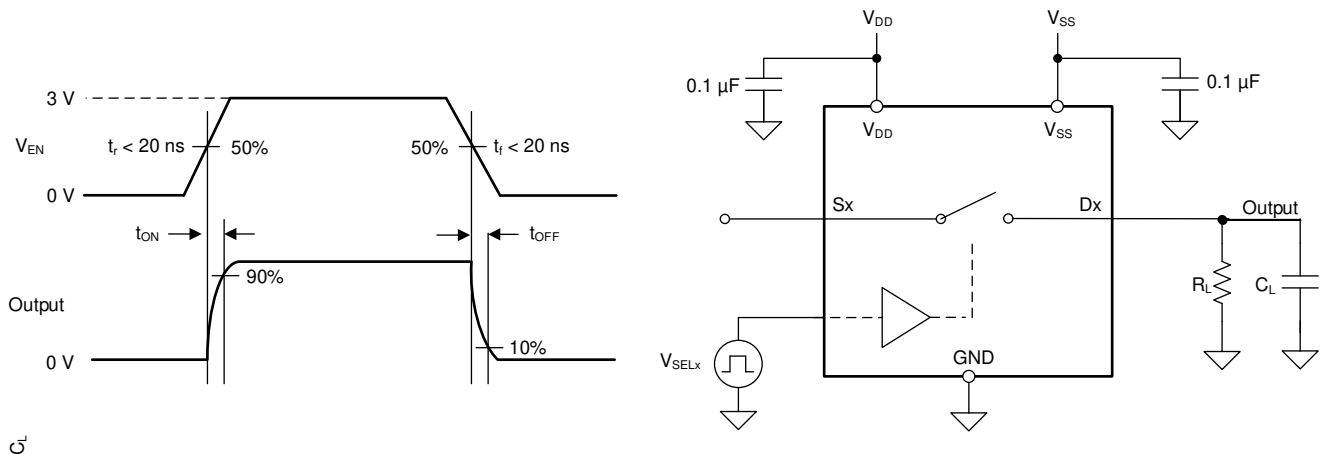 3 V
V_EN
t_r < 20 ns
50%
50%
t_f < 20 ns
0 V
t_ON
t_OFF
90%
Output
10%
0 V
C_L
V_DD
V_SS
0.1 µF
0.1 µF
V_DD
V_SS
Sx
Dx
Output
R_L
C_L
V_SELx
GND